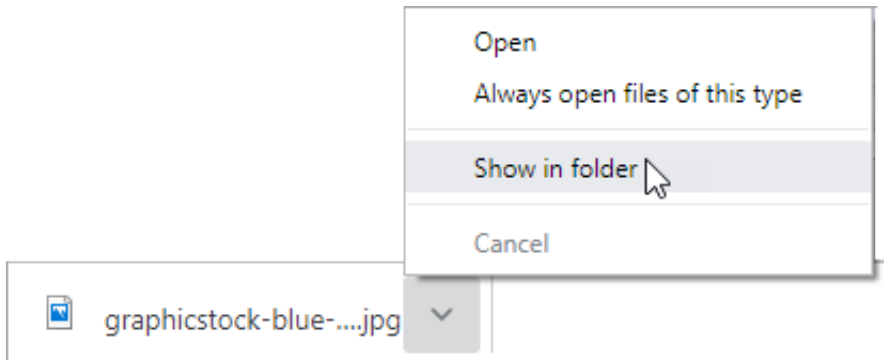 Open
Always open files of this type
Show in folder
Cancel
graphicstock-blue-....jpg